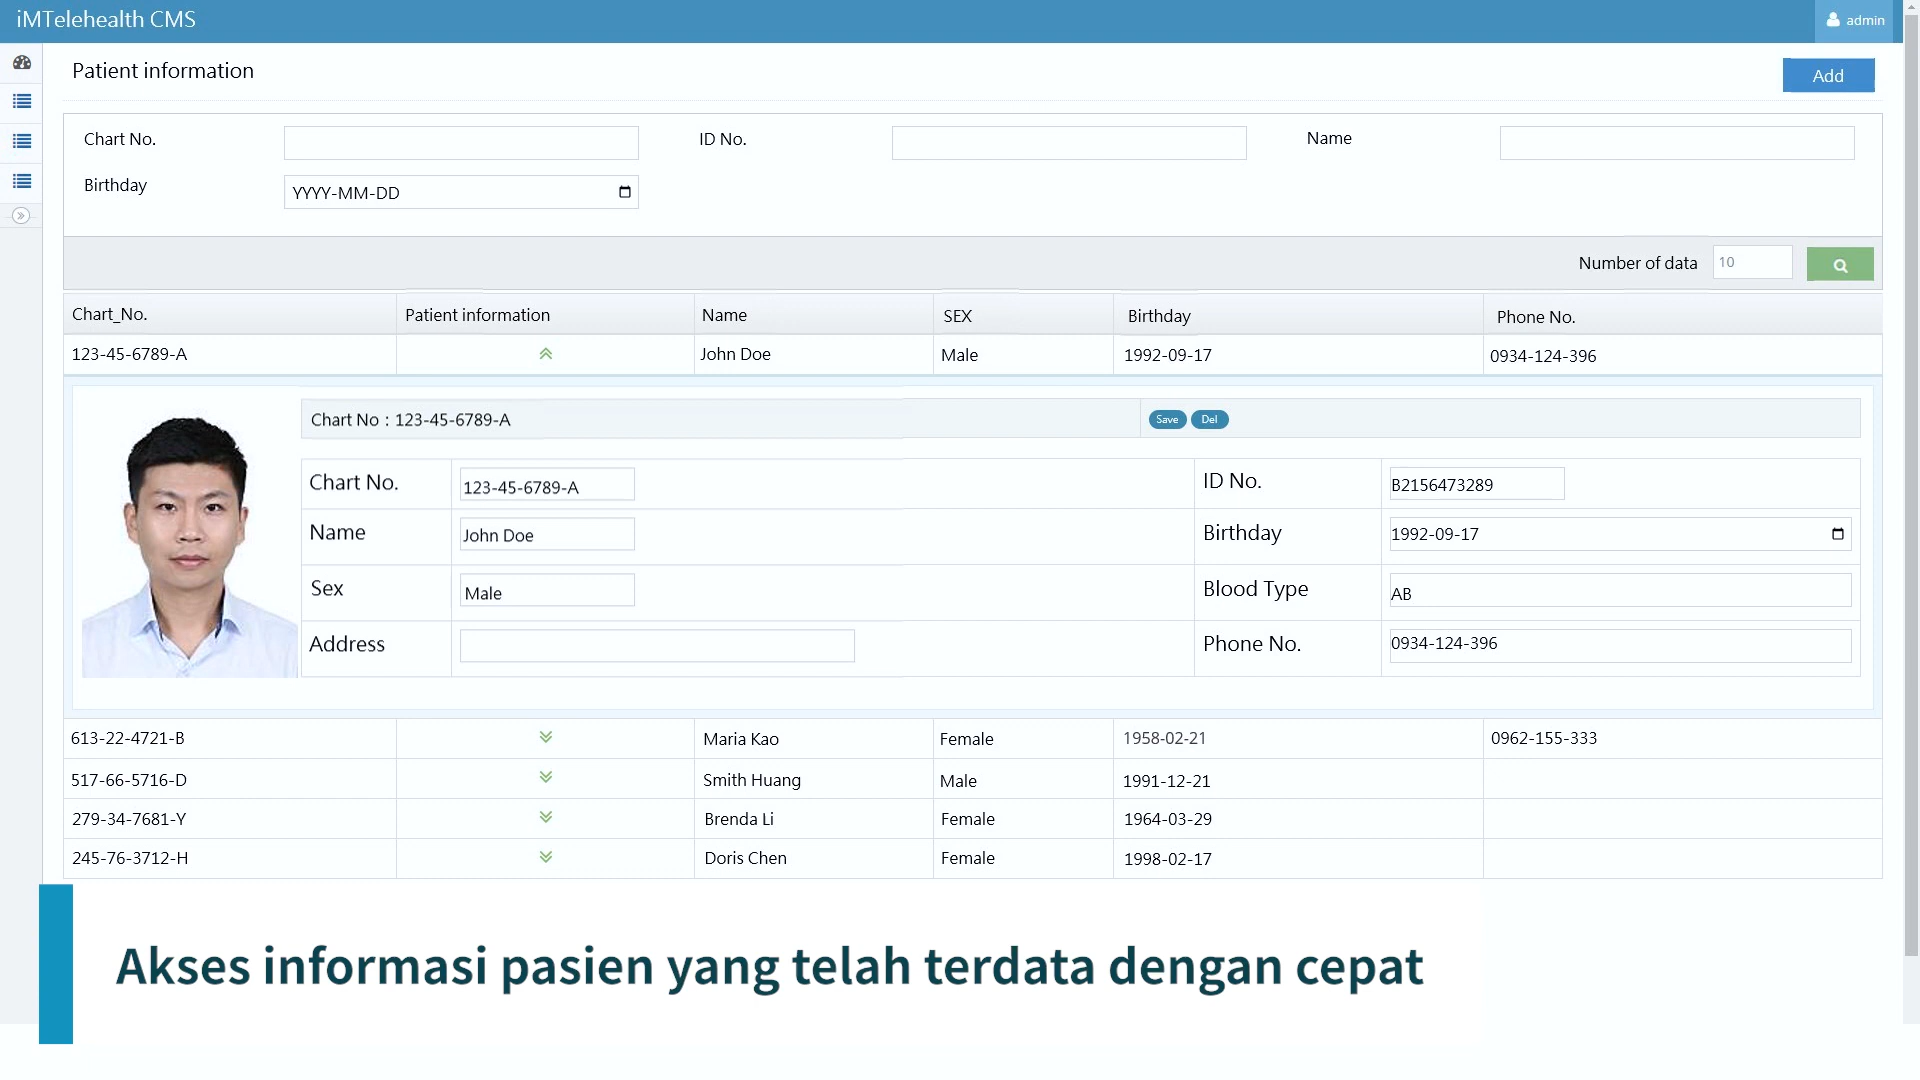 iMTelehealth CMS
admin
Patient information
Add
Chart No.
ID No.
Name
Birthday
YYYY-MM-DD
Number of data
10
Chart_No.
Patient information
Name
SEX
Birthday
Phone No.
123-45-6789-A
John Doe
Male
1992-09-17
0934-124-396
Chart No : 123-45-6789-A
Save
Del
Chart No.
123-45-6789-A
ID No.
B2156473289
Name
John Doe
Birthday
1992-09-17
Sex
Male
Blood Type
AB
Address
Phone No.
0934-124-396
613-22-4721-B
Maria Kao
Female
1958-02-21
0962-155-333
517-66-5716-D
Smith Huang
Male
1991-12-21
279-34-7681-Y
Brenda Li
Female
1964-03-29
245-76-3712-H
Doris Chen
Female
1998-02-17
Akses informasi pasien yang telah terdata dengan cepat